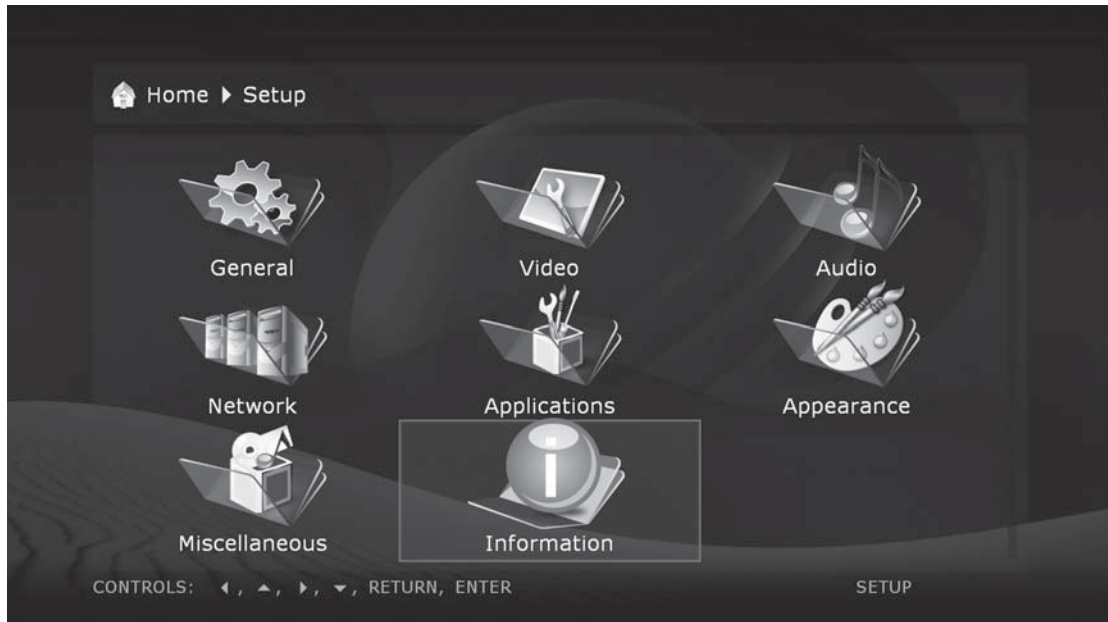 Home ▶ Setup
General Video Audio
Network Applications Appearance
Miscellaneous Information
CONTROLS: ◀, ▲, ▶, ▼, RETURN, ENTER SETUP